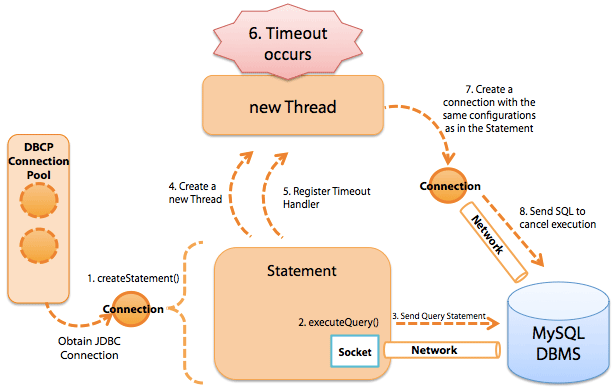 6. Timeout
occurs
new Thread
7. Create a
connection with the
same configurations
as in the Statement
DBCP
Connection
Pool
4. Create a
new Thread
5. Register Timeout
Handler
Connection
8. Send SQL to
cancel execution
Network
1. createStatement()
Connection
Obtain JDBC
Connection
Statement
2. executeQuery()
3. Send Query Statement
Socket
Network
MySQL
DBMS